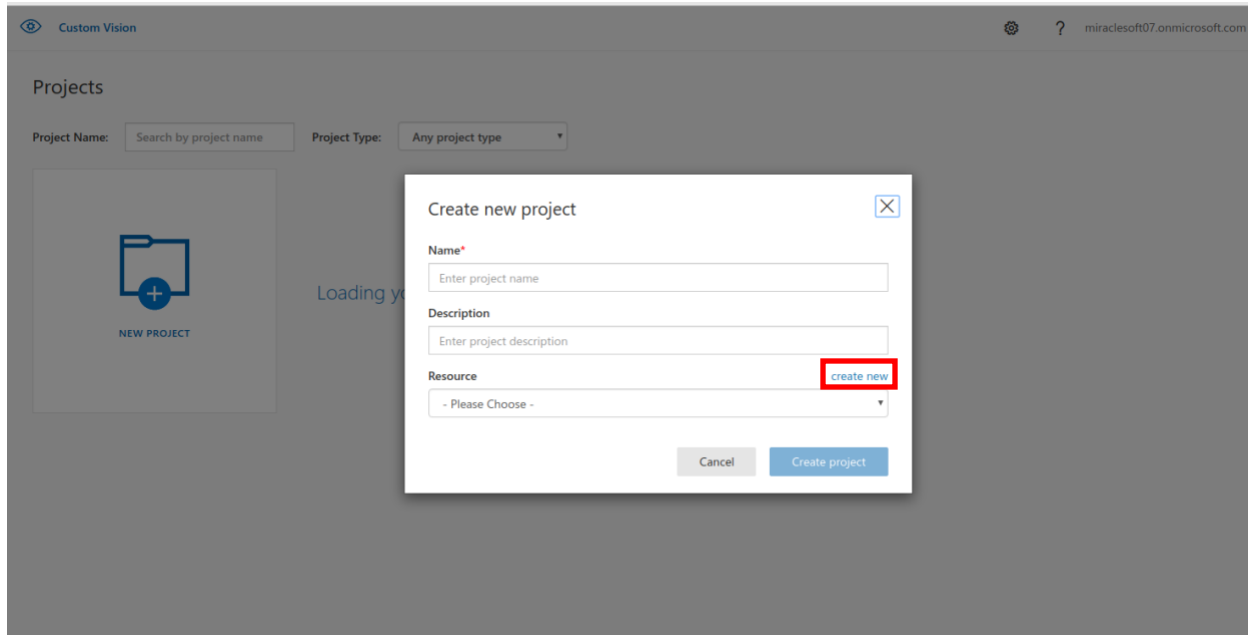 Custom Vision ? miraclesoft07.onmicrosoft.com
Projects
Project Name: Search by project name Project Type: Any project type
Create new project
Name*
Enter project name
Loading
NEW PROJECT
Description
Enter project description
Resource create new
- Please Choose -
Cancel Create project